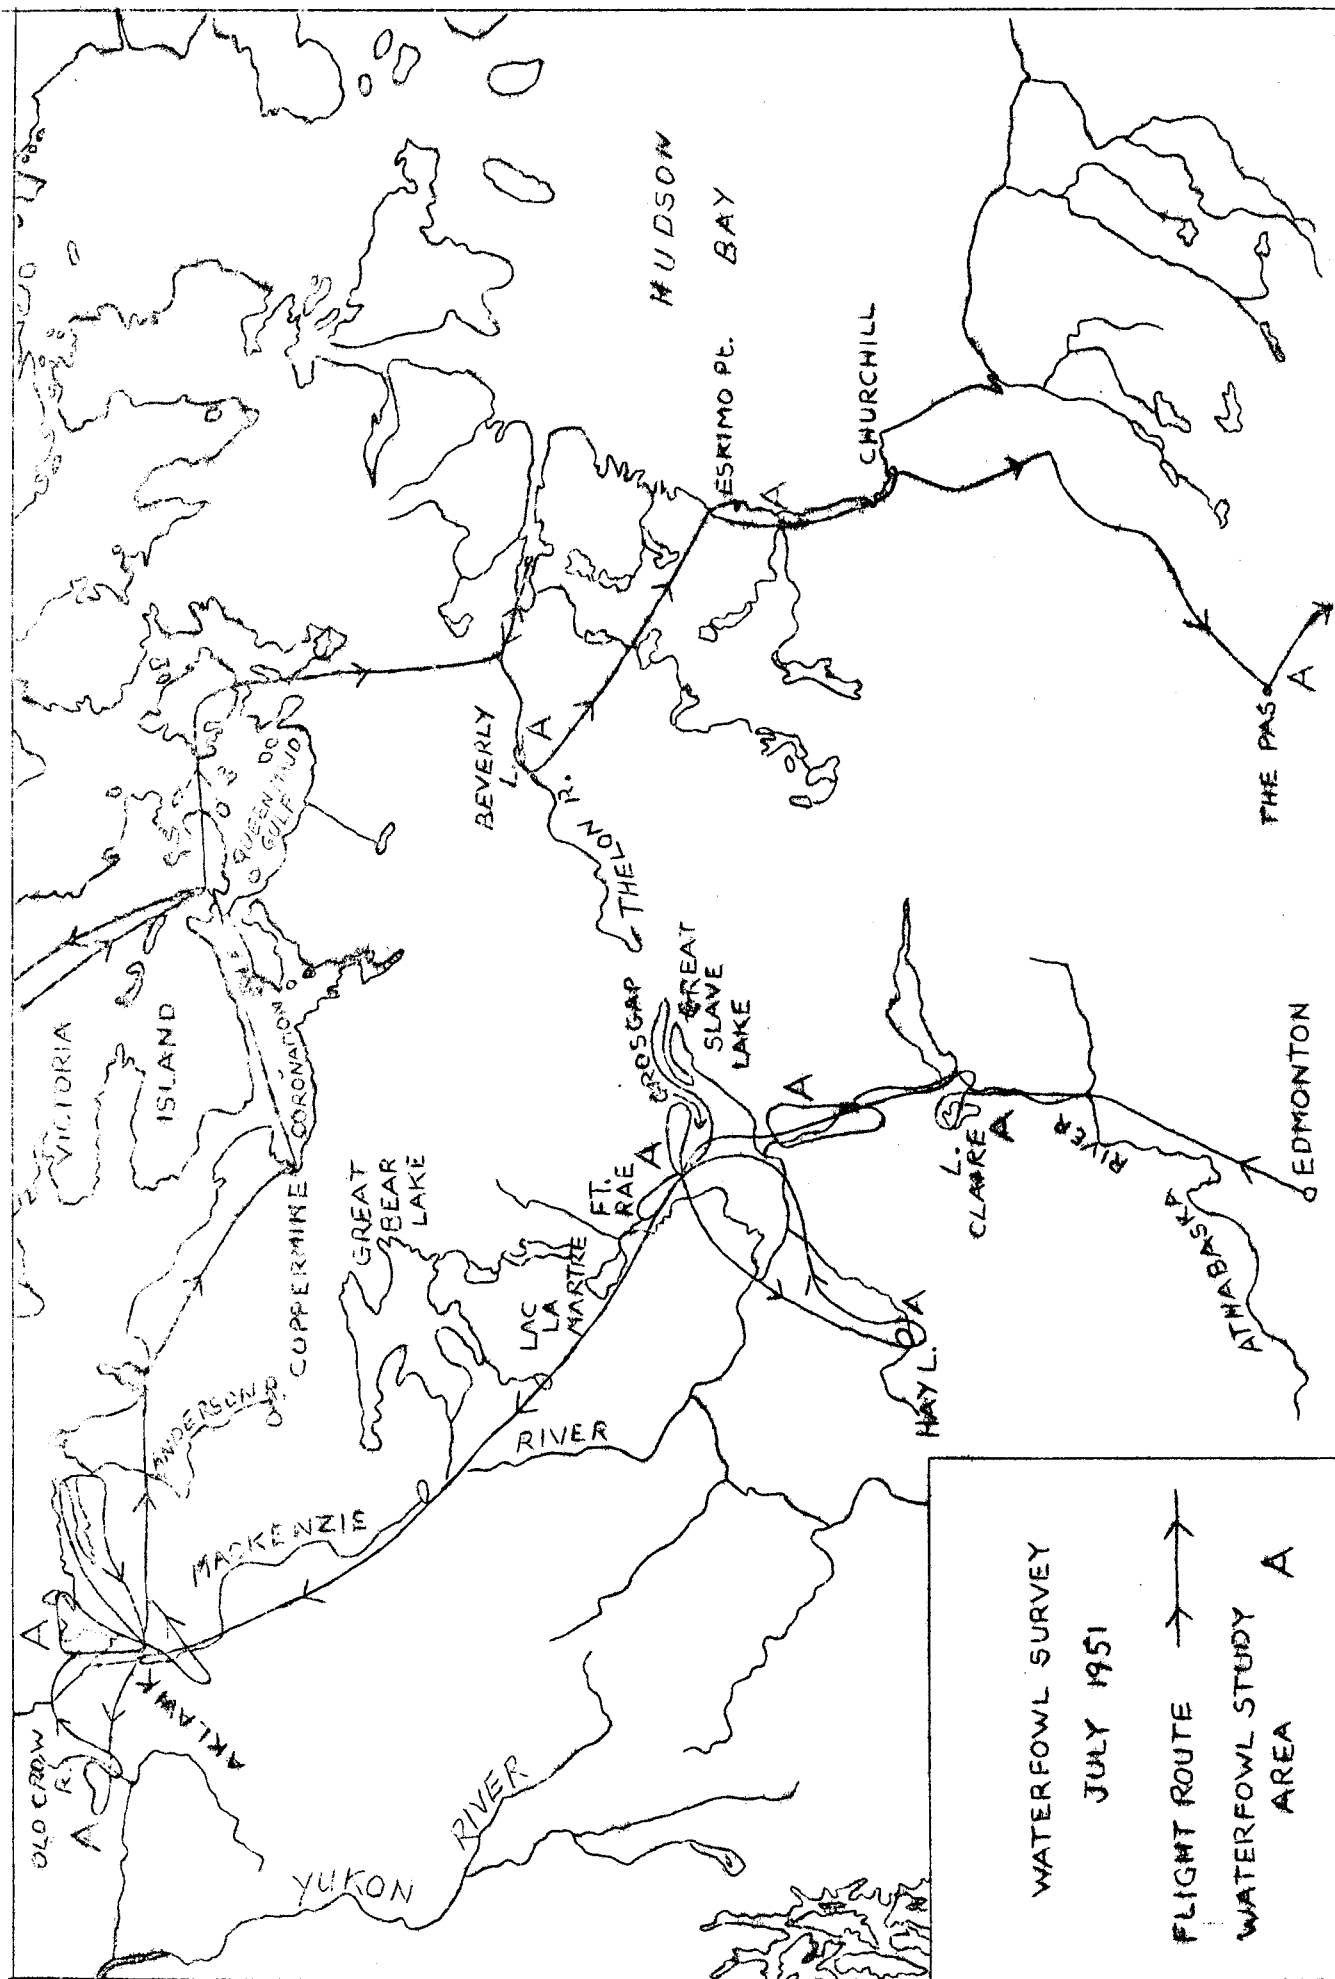 OLD CROW
R.
A
A
AKLAWK
ANDERSON R.
MACKENZIE
RIVER
YUKON
RIVER
VICTORIA
ISLAND
CORONATION
COPPERMINE
GREAT
BEAR
LAKE
LAC
LA
MARTRE
FT.
RAE
A
GROSGAP
GREAT
SLAVE
LAKE
A
HAY L.
A
L.
CLAIRE
A
RIVER
ATHABASKA
EDMONTON
QUEEN MAUD
GULF
BEVERLY
L.
A
THELON R.
HUDSON
BAY
ESKIMO Pt.
A
CHURCHILL
THE PAS
A
WATERFOWL SURVEY
JULY 1951
FLIGHT ROUTE
WATERFOWL STUDY
AREA
A